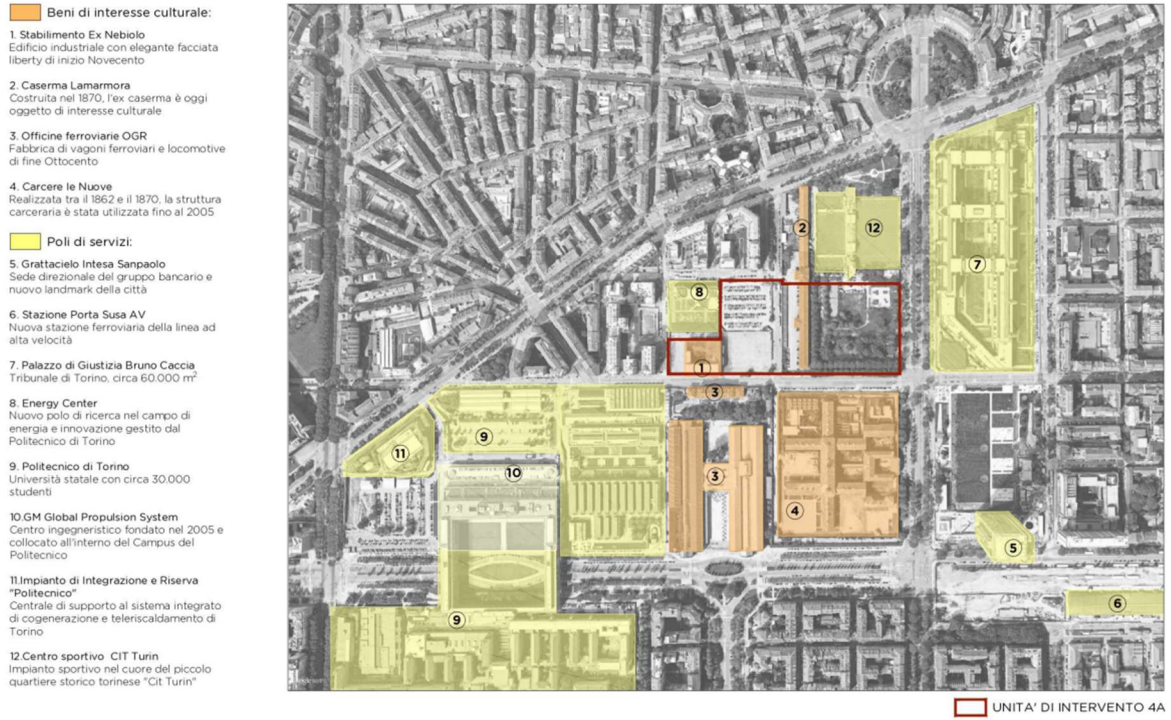 Beni di interesse culturale:
1. Stabilimento Ex Nebiolo
Edificio industriale con elegante facciata
liberty di inizio Novecento
2. Caserma Lamarmora
Costruita nel 1870, l'ex caserma è oggi
oggetto di interesse culturale
3. Officine ferroviarie OGR
Fabbrica di vagoni ferroviari e locomotive
di fine Ottocento
4. Carcere le Nuove
Realizzata tra il 1862 e il 1870, la struttura
carceraria è stata utilizzata fino al 2005
Poli di servizi:
5. Grattacielo Intesa Sanpaolo
Sede direzionale del gruppo bancario e
nuovo landmark della città
6. Stazione Porta Susa AV
Nuova stazione ferroviaria della linea ad
alta velocità
7. Palazzo di Giustizia Bruno Caccia
Tribunale di Torino, circa 60.000 m²
8. Energy Center
Nuovo polo di ricerca nel campo di
energia e innovazione gestito dal
Politecnico di Torino
9. Politecnico di Torino
Università statale con circa 30.000
studenti
10.GM Global Propulsion System
Centro ingegneristico fondato nel 2005 e
collocato all'interno del Campus del
Politecnico
11.Impianto di Integrazione e Riserva
"Politecnico"
Centrale di supporto al sistema integrato
di cogenerazione e teleriscaldamento di
Torino
12.Centro sportivo CIT Turin
Impianto sportivo nel cuore del piccolo
quartiere storico torinese "Cit Turin"
2
12
7
8
1
3
9
11
10
3
4
5
6
9
UNITA' DI INTERVENTO 4A